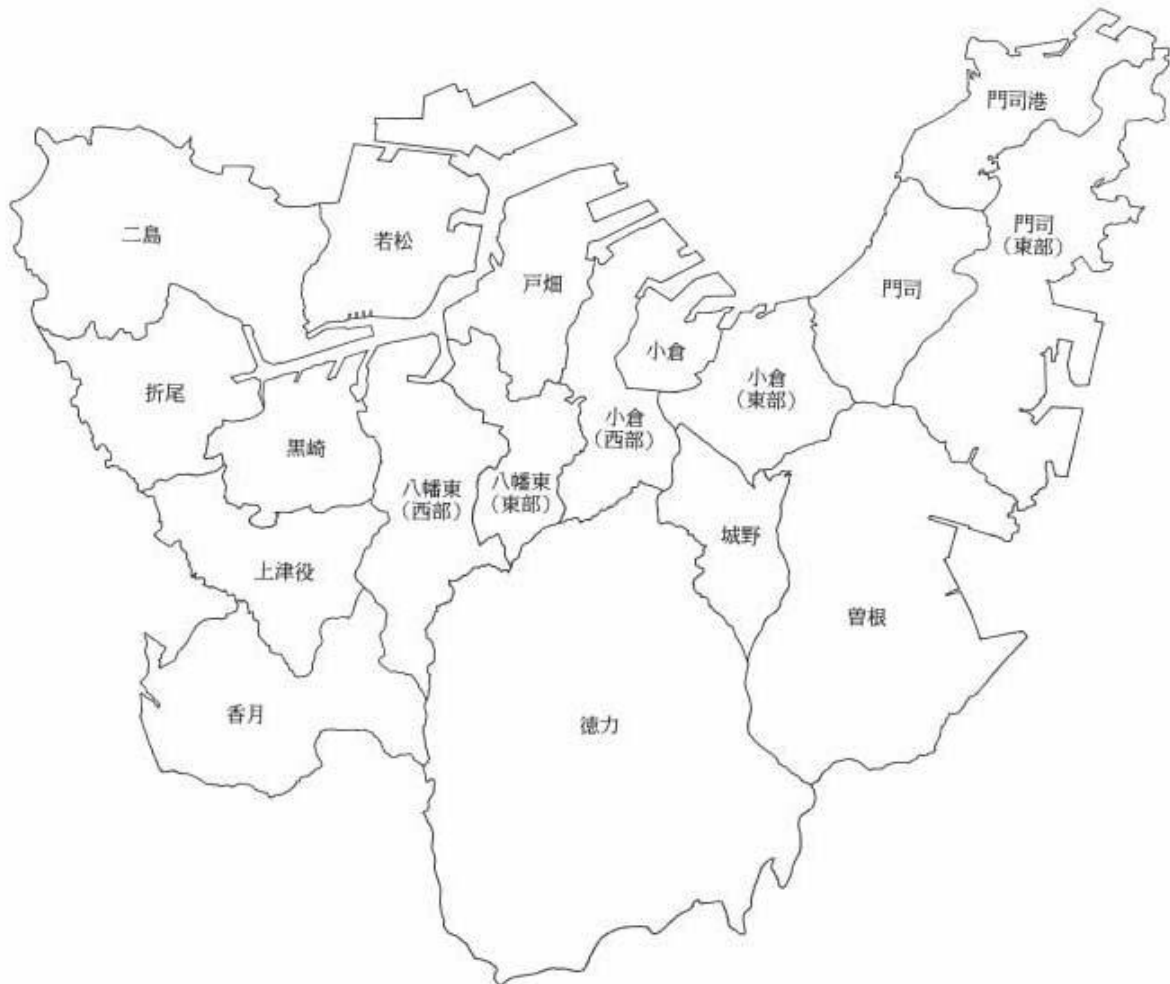 門司港
門司
（東部）
二島
若松
戸畑
門司
小倉
小倉
（東部）
折尾
小倉
（西部）
黒崎
八幡東
（西部）
八幡東
（東部）
城野
上津役
曽根
香月
徳力